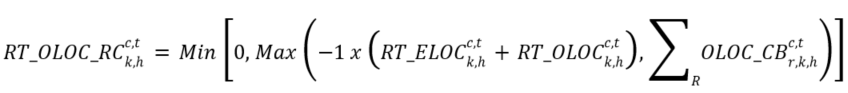 RT_OLOC_RC^{c,t}_{k,h} = Min [0, Max (−1 x (RT_ELOC^{c,t}_{k,h} + RT_OLOC^{c,t}_{k,h}), ∑_R OLOC_CB^{c,t}_{r,k,h})]